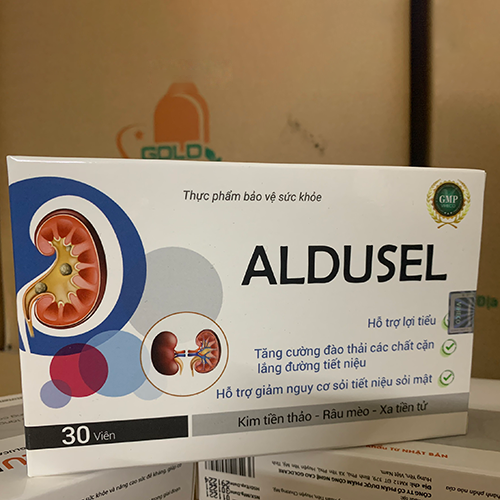 GOLD
Thực phẩm bảo vệ sức khỏe
GMP
ALDUSEL
Hỗ trợ lợi tiểu
Tăng cường đào thải các chất cặn
lắng đường tiết niệu
Hỗ trợ giảm nguy cơ sỏi tiết niệu sỏi mật
Kim tiền thảo - Râu mèo - Xa tiền tử
30 Viên